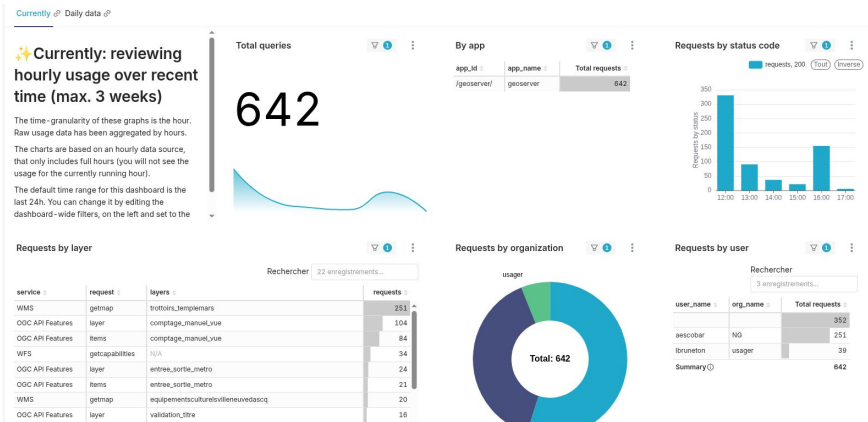 Currently Daily data
✨Currently: reviewing
hourly usage over recent
time (max. 3 weeks)
The time-granularity of these graphs is the hour.
Raw usage data has been aggregated by hours.
The charts are based on an hourly data source,
that only includes full hours (you will not see the
usage for the currently running hour).
The default time range for this dashboard is the
last 24h. You can change it by editing the
dashboard-wide filters, on the left and set to the
Total queries 1
642
By app 1
app_id app_name Total requests
/geoserver/ geoserver 642
Requests by status code 1
requests, 200 Tout Inverse
Requests by status
350
300
250
200
150
100
50
0
12:00 13:00 14:00 15:00 16:00 17:00
Requests by layer 1
Rechercher 22 enregistrements...
service request layers requests
WMS getmap trottoirs_templemars 251
OGC API Features layer comptage_manuel_vue 104
OGC API Features items comptage_manuel_vue 84
WFS getcapabilities N/A 34
OGC API Features layer entree_sortie_metro 24
OGC API Features items entree_sortie_metro 21
WMS getmap equipementsculturelsvilleneuvedascq 20
OGC API Features layer validation_titre 16
Requests by organization 1
usager
Total: 642
Requests by user 1
Rechercher
3 enregistrements...
user_name org_name Total requests
352
aescobar NG 251
lbruneton usager 39
Summary 642